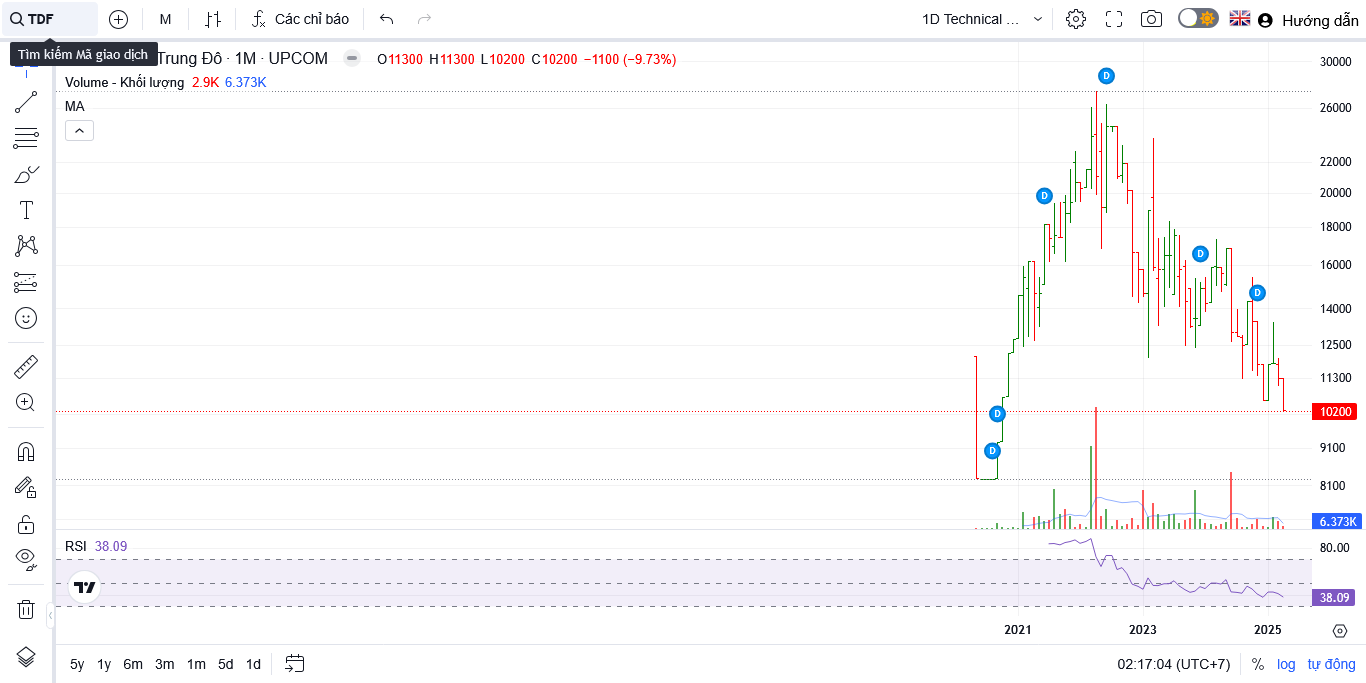 TDF M Các chỉ báo 1D Technical ... Hướng dẫn
Tìm kiếm Mã giao dịch
Trung Đô · 1M · UPCOM O11300 H11300 L10200 C10200 −1100 (−9.73%)
Volume - Khối lượng 2.9K 6.373K
MA
D
D
D
D
D
D
30000
26000
22000
20000
18000
16000
14000
12500
11300
10200
9100
8100
6.373K
RSI 38.09
80.00
38.09
2021 2023 2025
5y 1y 6m 3m 1m 5d 1d 02:17:04 (UTC+7) % log tự động